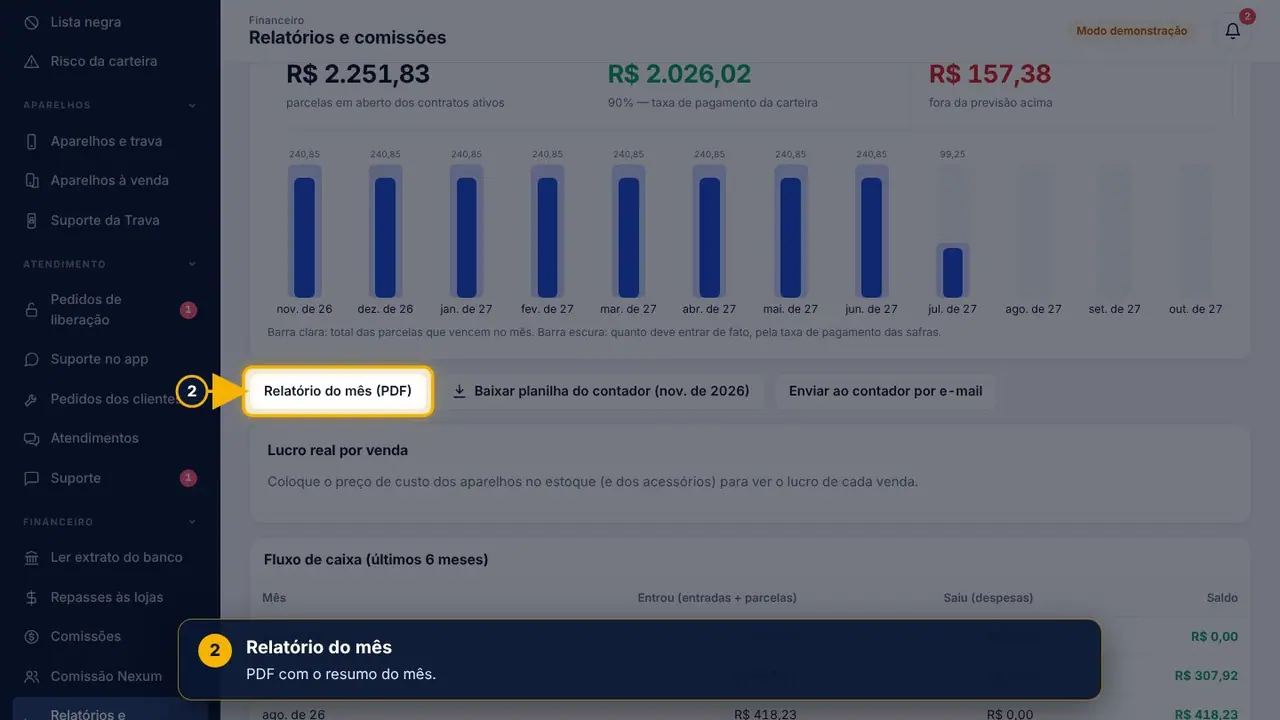 Lista negra
Risco da carteira
APARELHOS
Aparelhos e trava
Aparelhos à venda
Suporte da Trava
ATENDIMENTO
Pedidos de
liberação
1
Suporte no app
Pedidos dos clientes
Atendimentos
Suporte
1
FINANCEIRO
Ler extrato do banco
Repasses às lojas
Comissões
Comissão Nexum
Relatórios e
Financeiro
Relatórios e comissões
Modo demonstração
2
R$ 2.251,83
R$ 2.026,02
R$ 157,38
parcelas em aberto dos contratos ativos
90% — taxa de pagamento da carteira
fora da previsão acima
240,85 240,85 240,85 240,85 240,85 240,85 240,85 240,85 99,25
nov. de 26 dez. de 26 jan. de 27 fev. de 27 mar. de 27 abr. de 27 mai. de 27 jun. de 27 jul. de 27 ago. de 27 set. de 27 out. de 27
Barra clara: total das parcelas que vencem no mês. Barra escura: quanto deve entrar de fato, pela taxa de pagamento das safras.
2
Relatório do mês (PDF)
Baixar planilha do contador (nov. de 2026)
Enviar ao contador por e-mail
Lucro real por venda
Coloque o preço de custo dos aparelhos no estoque (e dos acessórios) para ver o lucro de cada venda.
Fluxo de caixa (últimos 6 meses)
Mês Entrou (entradas + parcelas) Saiu (despesas) Saldo
R$ 0,00
R$ 307,92
ago. de 26 R$ 418,23 R$ 0,00 R$ 418,23
2
Relatório do mês
PDF com o resumo do mês.